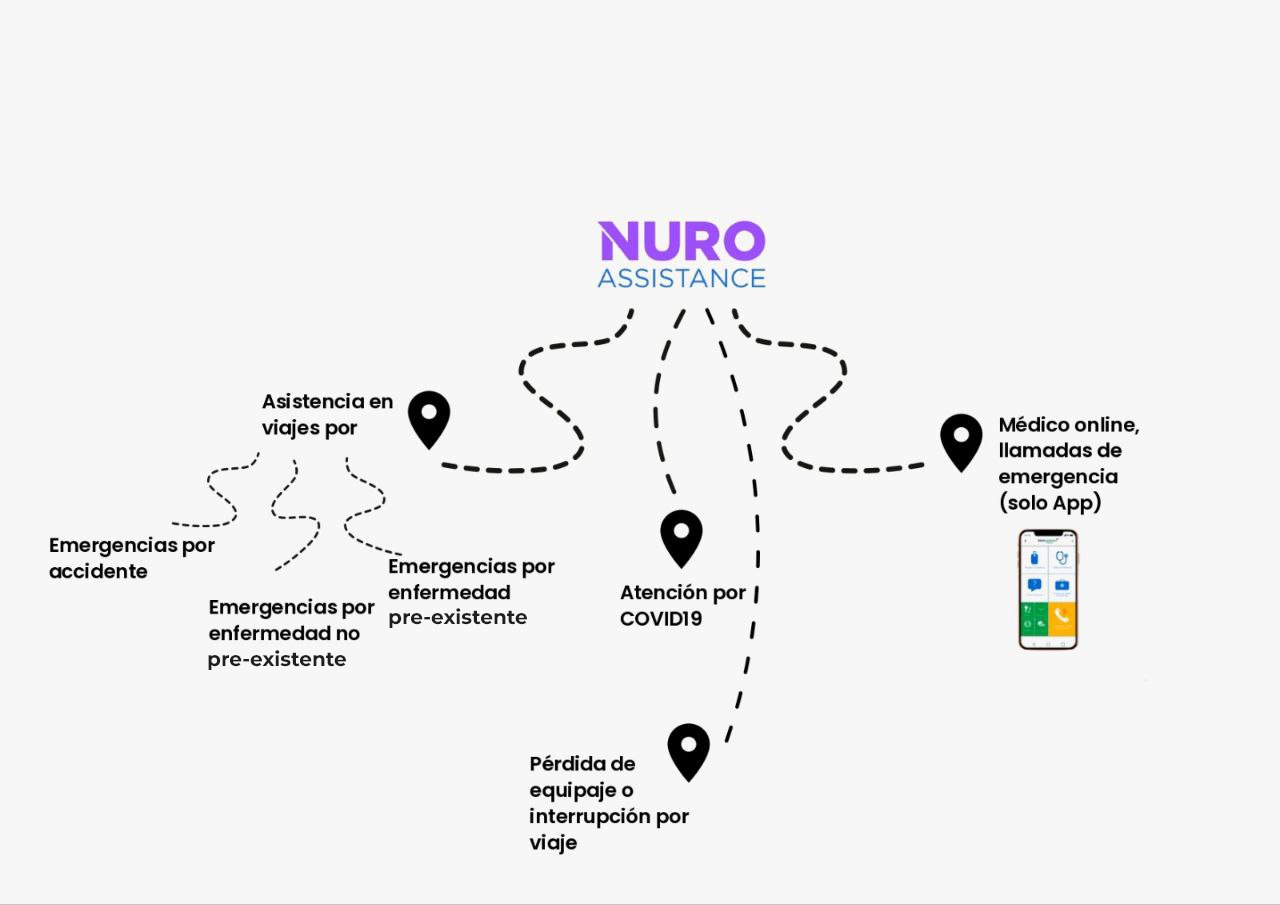 NURO
ASSISTANCE
Asistencia en
viajes por
Emergencias por
accidente
Emergencias por
enfermedad no
pre-existente
Emergencias por
enfermedad
pre-existente
Atención por
COVID19
Pérdida de
equipaje o
interrupción por
viaje
Médico online,
llamadas de
emergencia
(solo App)